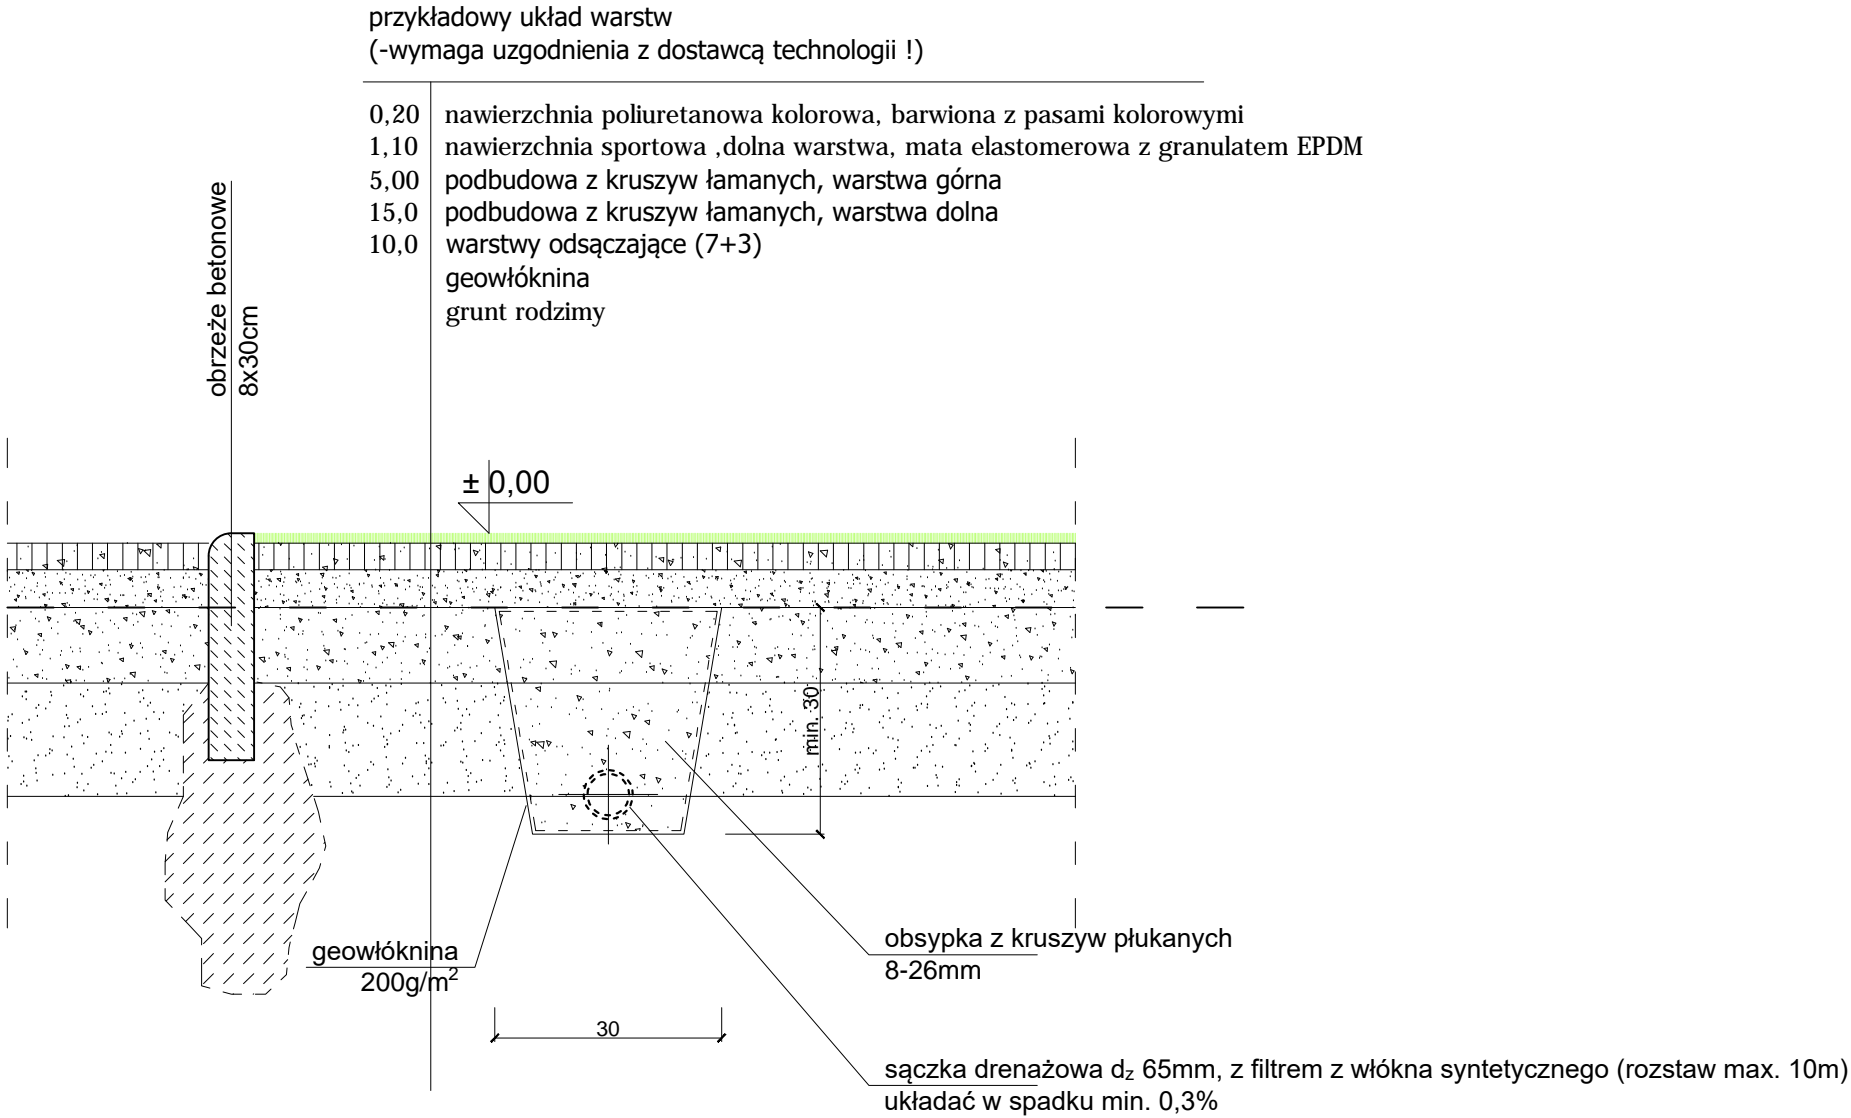 przykładowy układ warstw
(-wymaga uzgodnienia z dostawcą technologii !)
0,20 nawierzchnia poliuretanowa kolorowa, barwiona z pasami kolorowymi
1,10 nawierzchnia sportowa ,dolna warstwa, mata elastomerowa z granulatem EPDM
5,00 podbudowa z kruszyw łamanych, warstwa górna
15,0 podbudowa z kruszyw łamanych, warstwa dolna
10,0 warstwy odsączające (7+3)
geowłóknina
grunt rodzimy
obrzeże betonowe
8x30cm
± 0,00
min. 30
geowłóknina
200g/m²
obsypka z kruszyw płukanych
8-26mm
30
sączka drenażowa dz 65mm, z filtrem z włókna syntetycznego (rozstaw max. 10m)
układać w spadku min. 0,3%